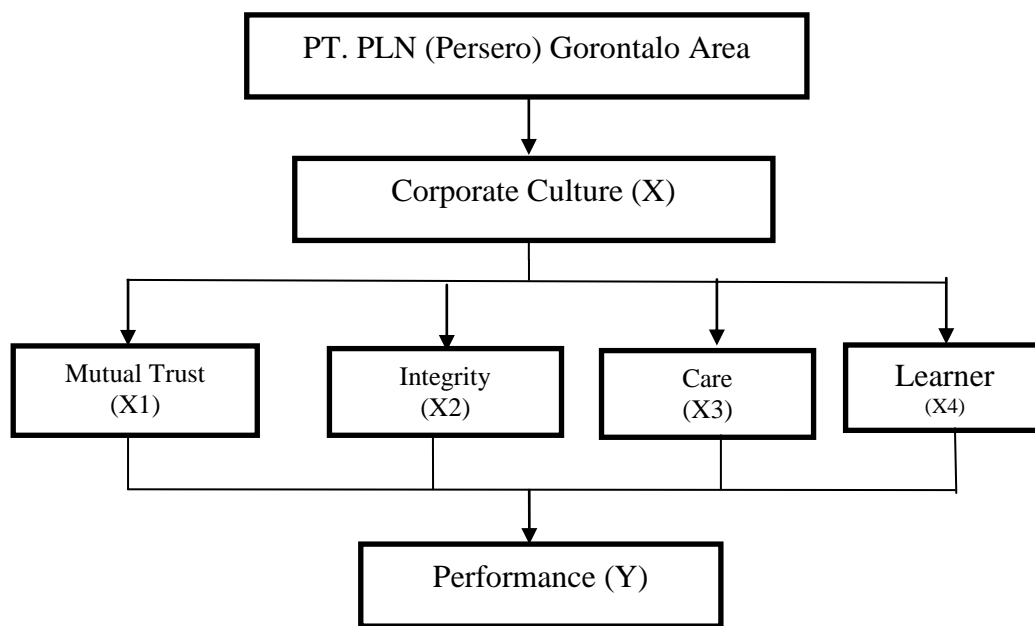 PT. PLN (Persero) Gorontalo Area
Corporate Culture (X)
Mutual Trust
(X1)
Integrity
(X2)
Care
(X3)
Learner
(X4)
Performance (Y)